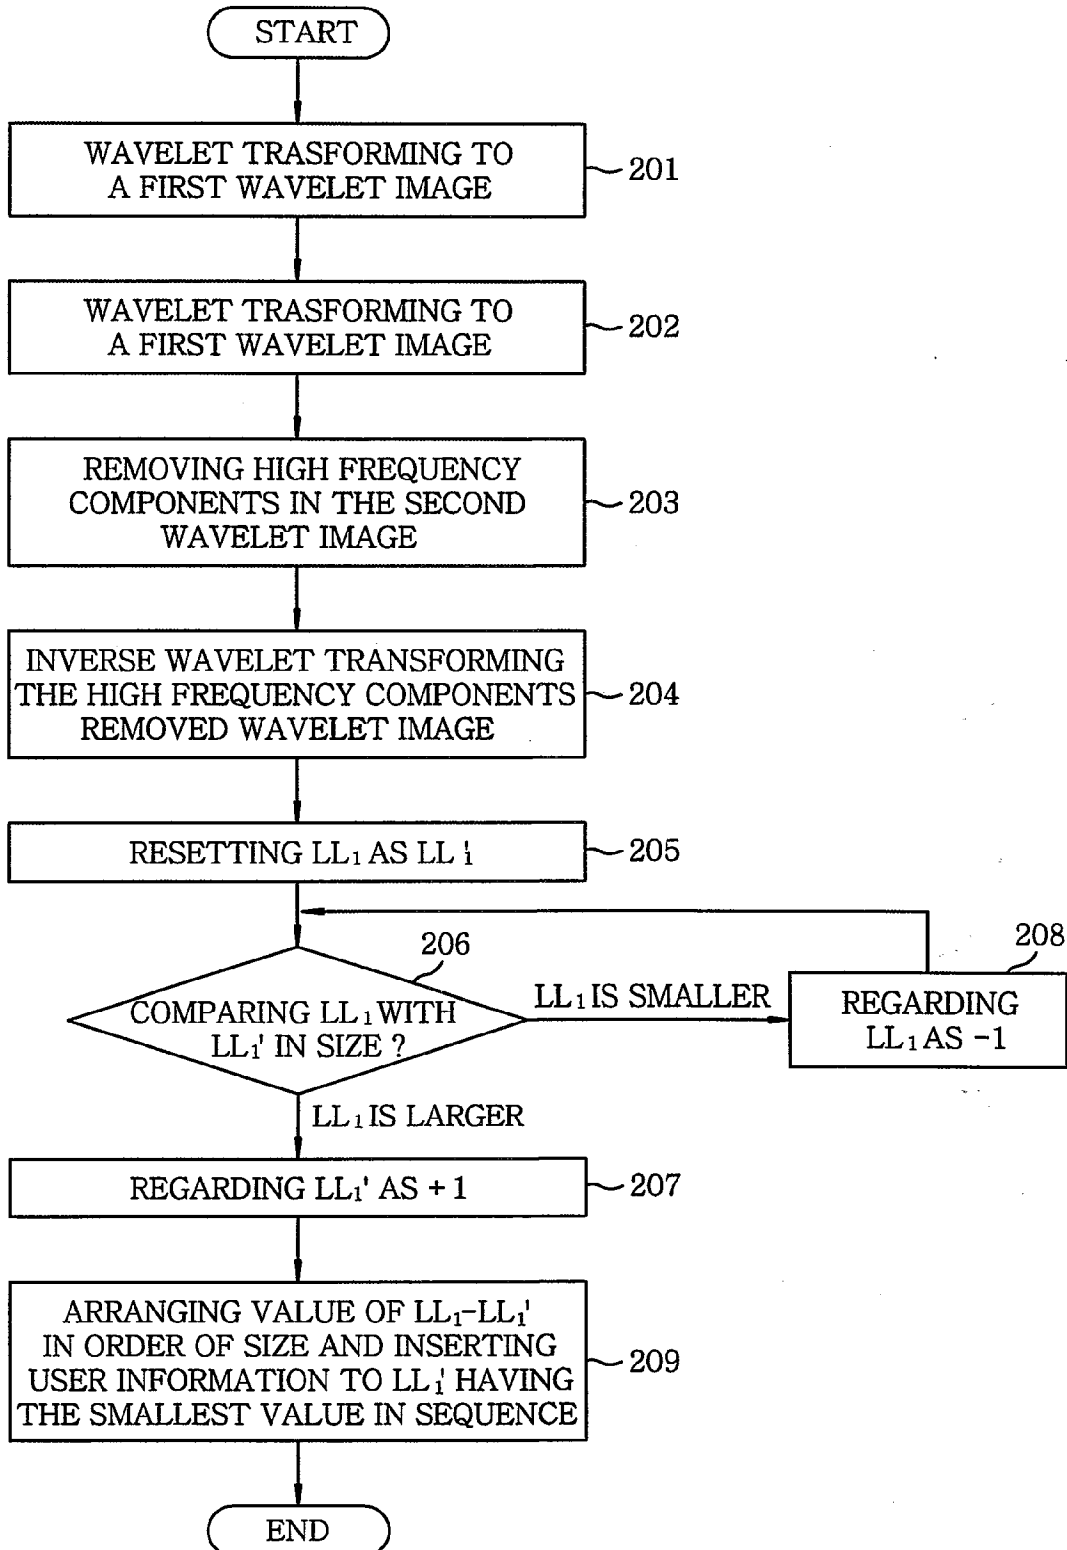 START
WAVELET TRASFORMING TO
A FIRST WAVELET IMAGE
201
WAVELET TRASFORMING TO
A FIRST WAVELET IMAGE
202
REMOVING HIGH FREQUENCY
COMPONENTS IN THE SECOND
WAVELET IMAGE
203
INVERSE WAVELET TRANSFORMING
THE HIGH FREQUENCY COMPONENTS
REMOVED WAVELET IMAGE
204
RESETTING LL₁ AS LL₁'
205
206
COMPARING LL₁ WITH
LL₁' IN SIZE ?
LL₁ IS SMALLER
208
REGARDING
LL₁ AS -1
LL₁ IS LARGER
REGARDING LL₁' AS + 1
207
ARRANGING VALUE OF LL₁-LL₁'
IN ORDER OF SIZE AND INSERTING
USER INFORMATION TO LL₁' HAVING
THE SMALLEST VALUE IN SEQUENCE
209
END